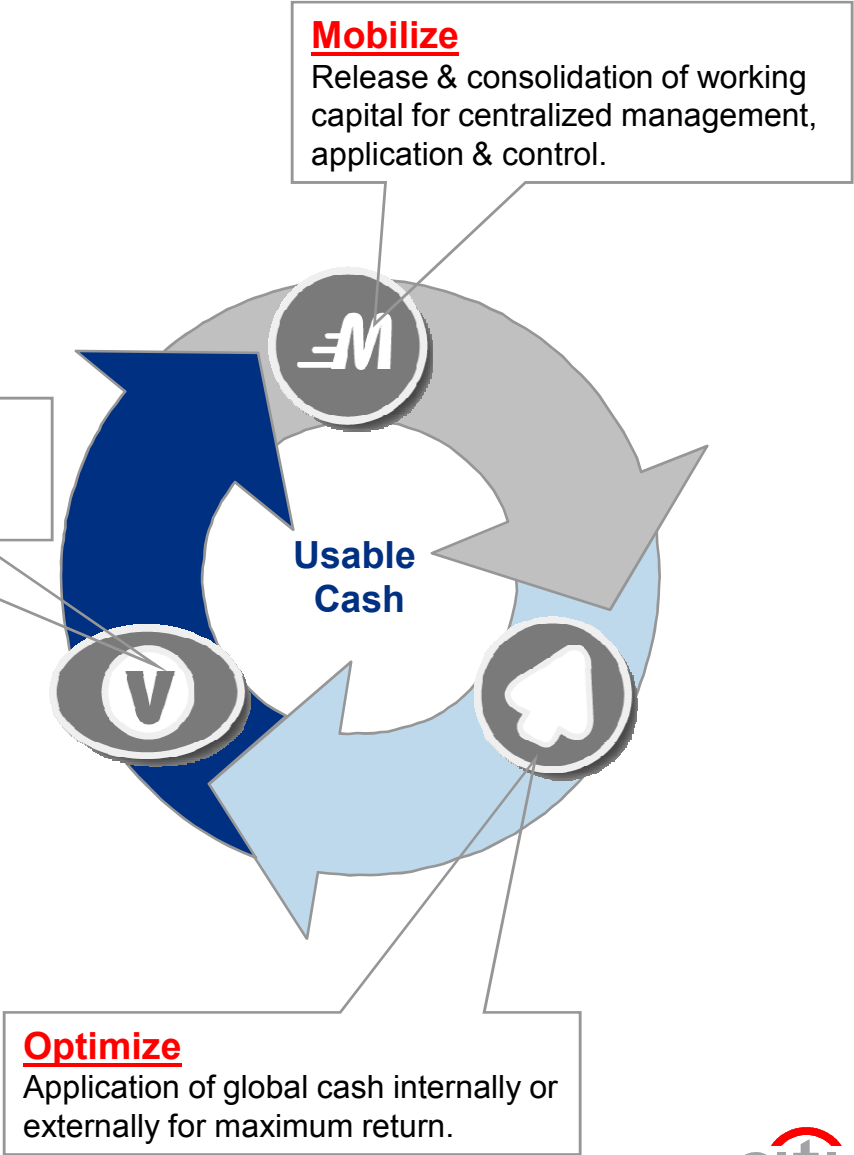 Mobilize
Release & consolidation of working
capital for centralized management,
application & control.
M
Usable
Cash
V
Optimize
Application of global cash internally or
externally for maximum return.
citi